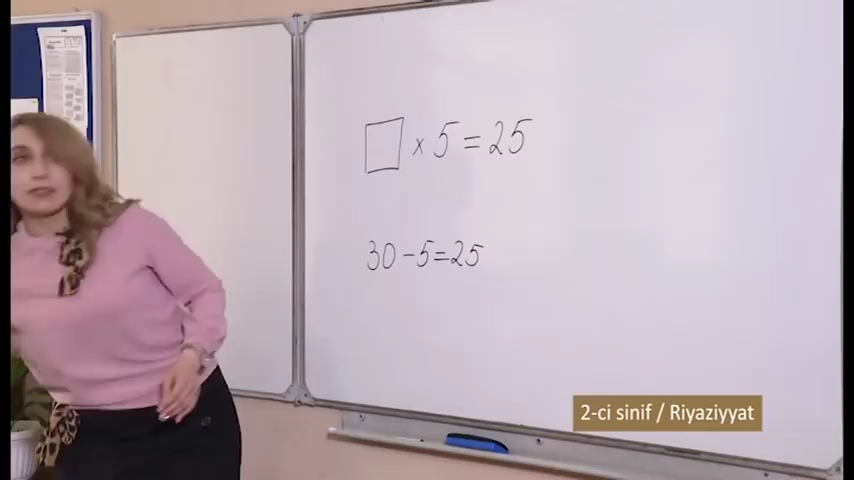 □ × 5 = 25
30 - 5 = 25
2-ci sinif / Riyaziyyat